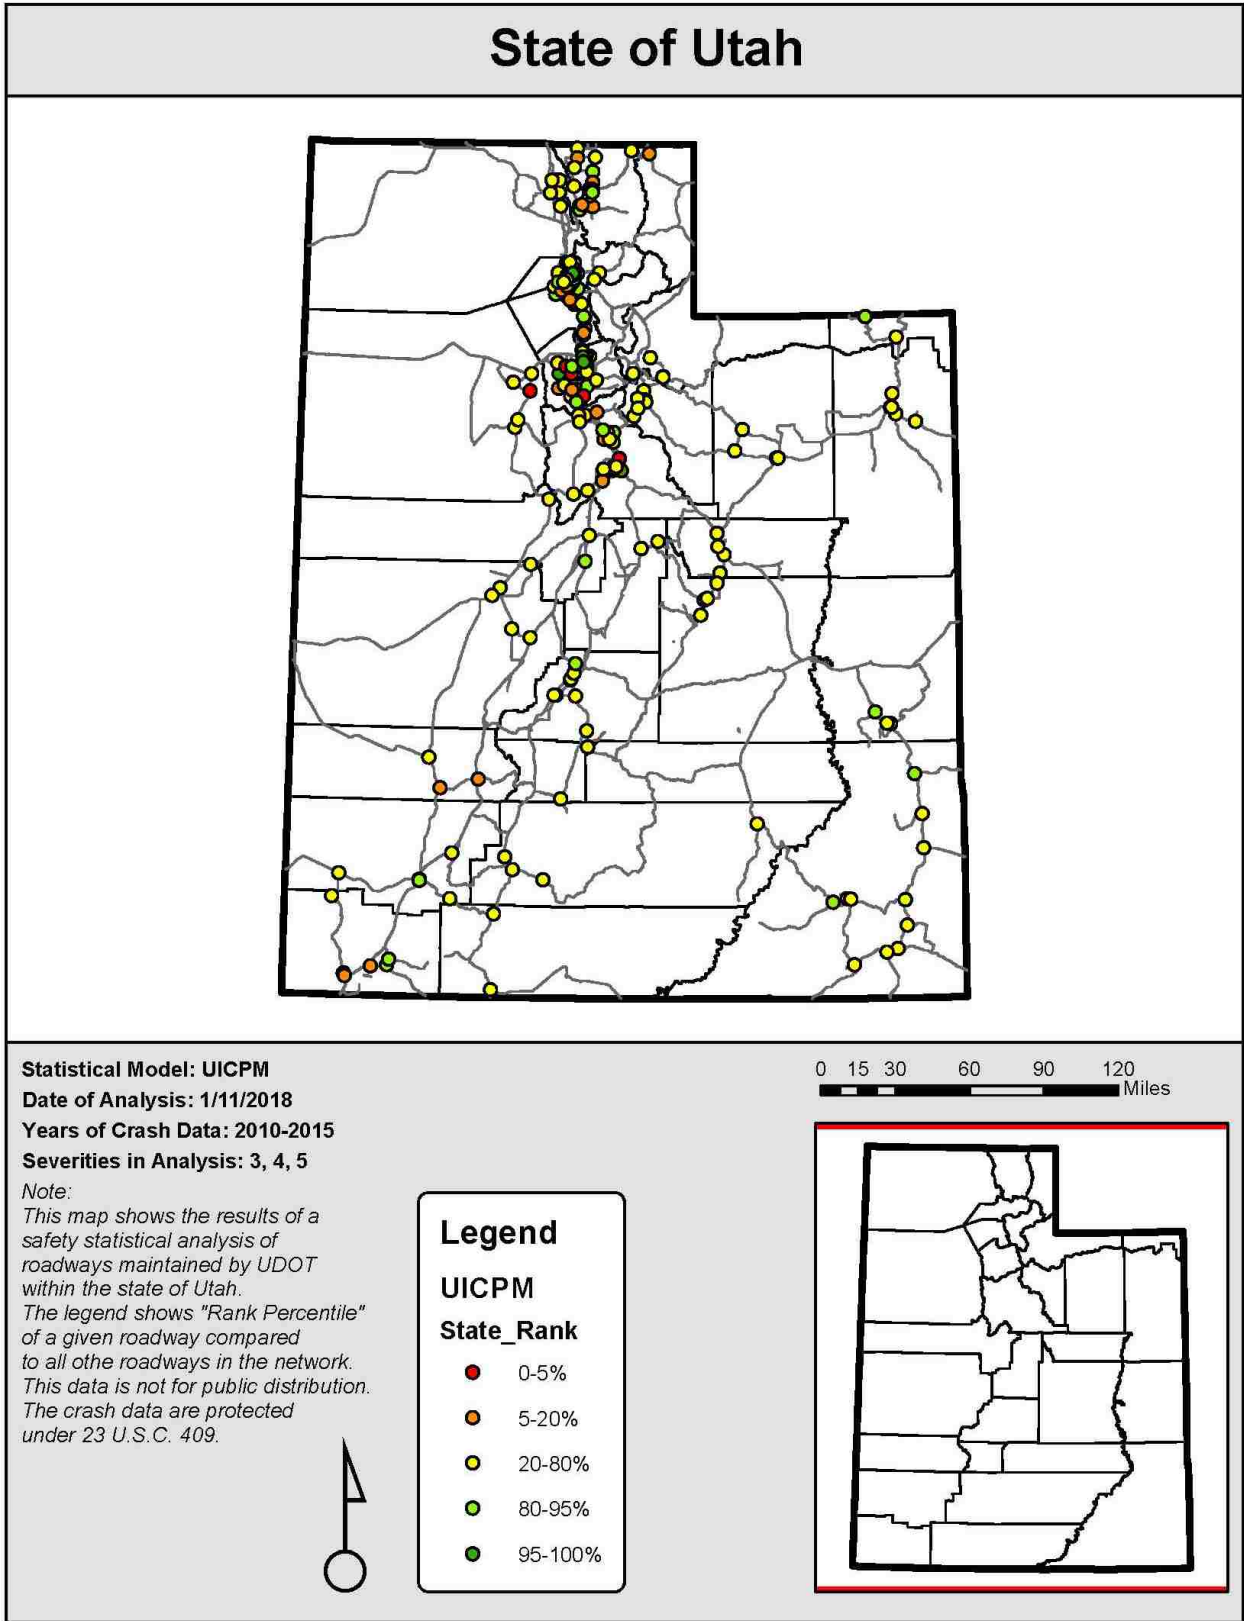 State of Utah
Statistical Model: UICPM
Date of Analysis: 1/11/2018
Years of Crash Data: 2010-2015
Severities in Analysis: 3, 4, 5
Note:
This map shows the results of a
safety statistical analysis of
roadways maintained by UDOT
within the state of Utah.
The legend shows "Rank Percentile"
of a given roadway compared
to all othe roadways in the network.
This data is not for public distribution.
The crash data are protected
under 23 U.S.C. 409.
Legend
UICPM
State_Rank
0-5%
5-20%
20-80%
80-95%
95-100%
0 15 30 60 90 120
Miles